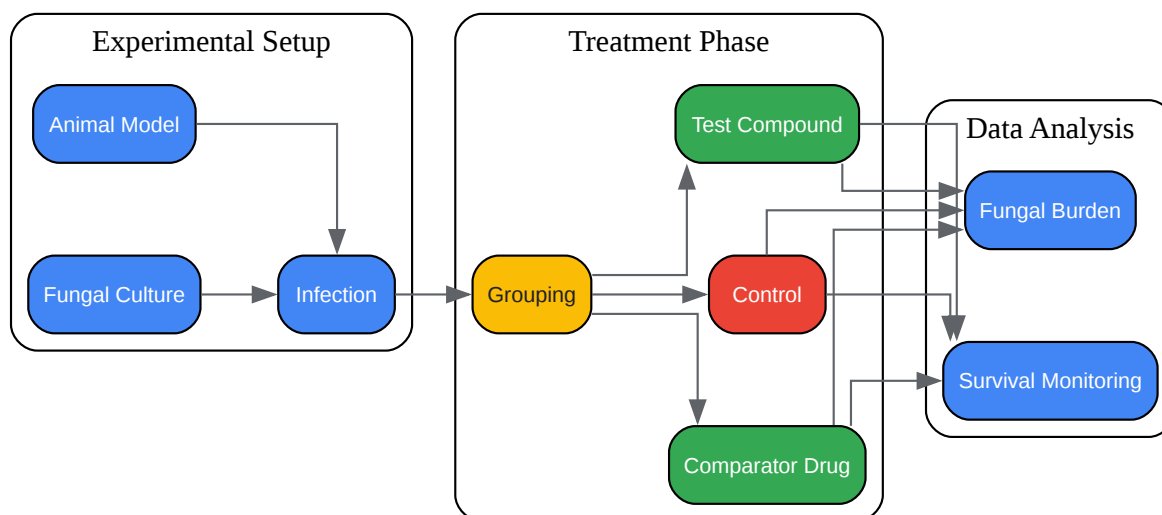 Experimental Setup
Animal Model
Fungal Culture
Infection
Treatment Phase
Grouping
Test Compound
Control
Comparator Drug
Data Analysis
Fungal Burden
Survival Monitoring